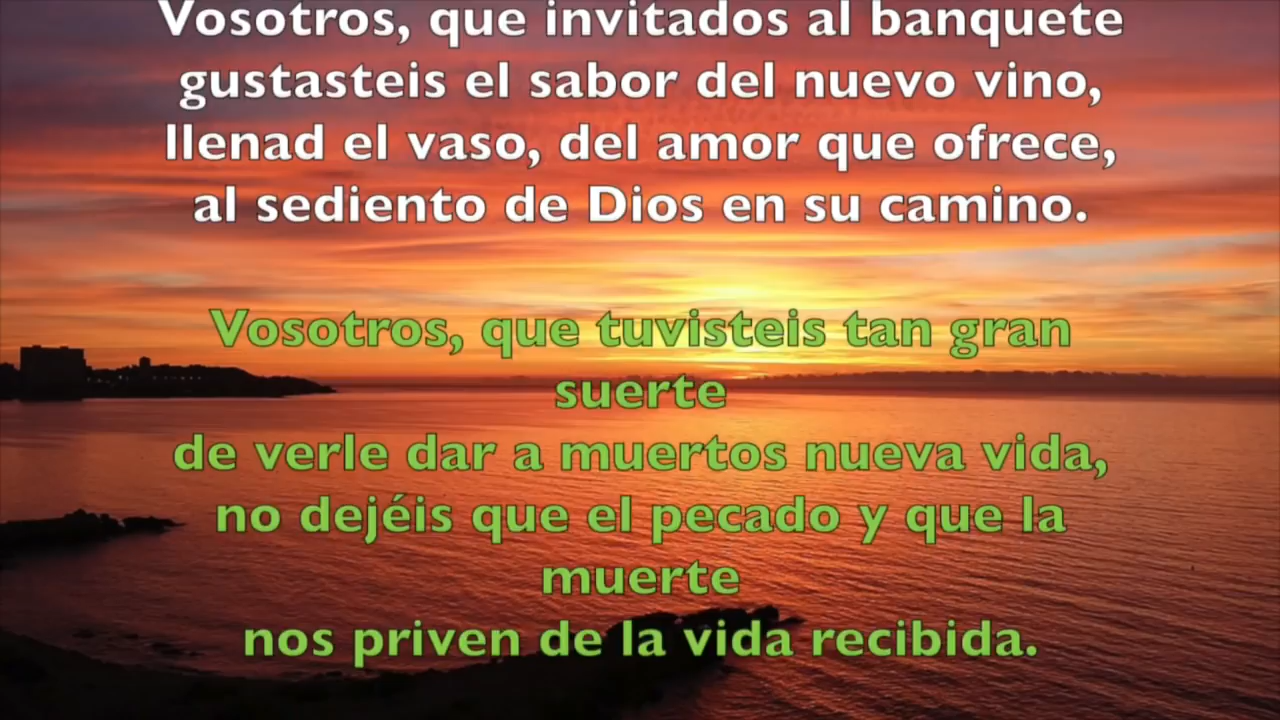 Vosotros, que invitados al banquete
gustasteis el sabor del nuevo vino,
llenad el vaso, del amor que ofrece,
al sediento de Dios en su camino.
Vosotros, que tuvisteis tan gran
suerte
de verle dar a muertos nueva vida,
no dejéis que el pecado y que la
muerte
nos priven de la vida recibida.